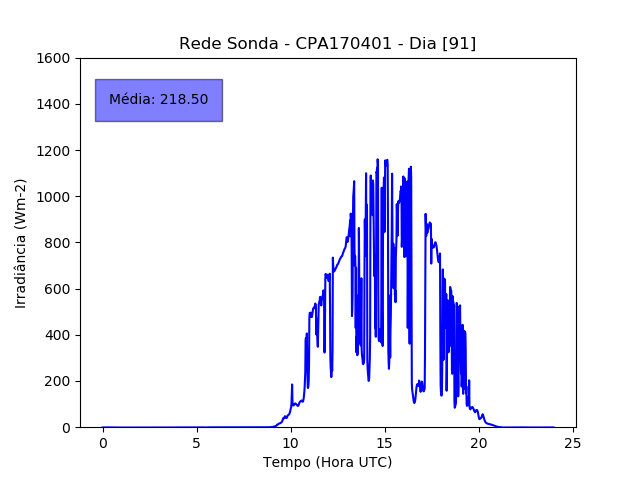 Rede Sonda - CPA170401 - Dia [91]
1600
Média: 218.50
1400
1200
1000
800
600
400
200
0
Irradiância (Wm-2)
0 5 10 15 20 25
Tempo (Hora UTC)